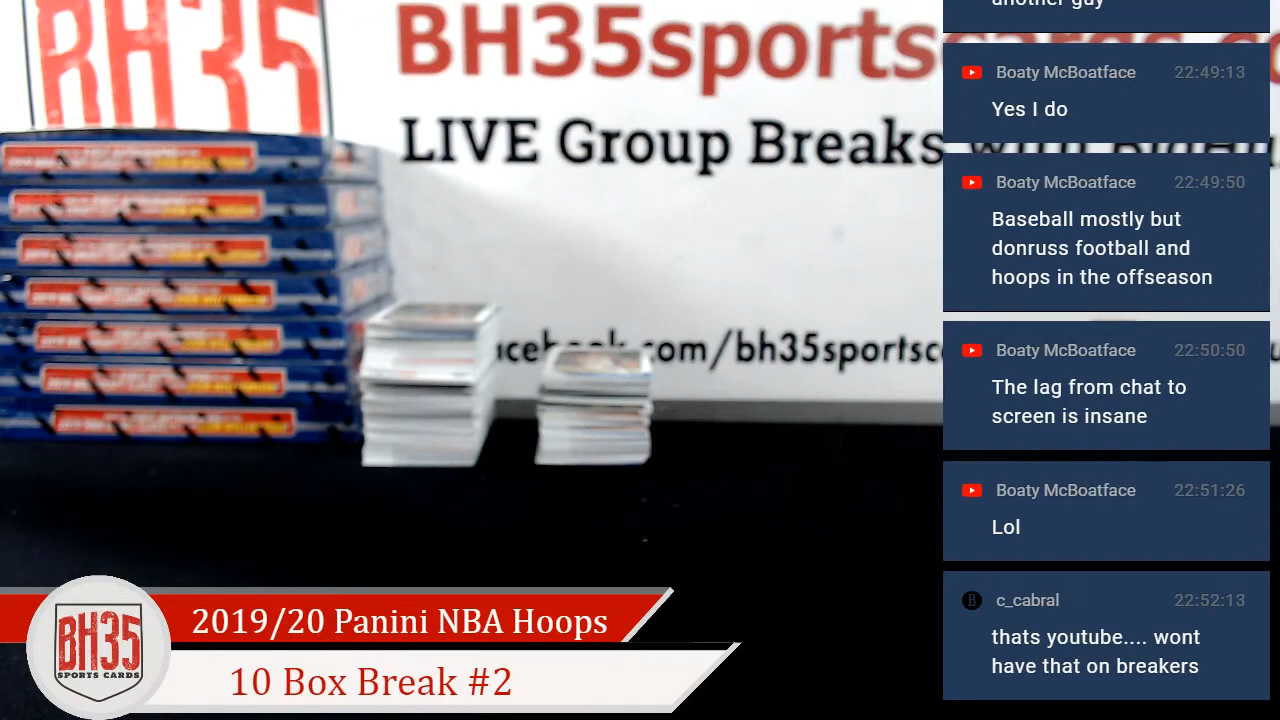 BH35
BH35sportscards.c
LIVE Group Breaks with
facebook.com/bh35sportsc
another guy
Boaty McBoatface 22:49:13
Yes I do
Boaty McBoatface 22:49:50
Baseball mostly but
donruss football and
hoops in the offseason
Boaty McBoatface 22:50:50
The lag from chat to
screen is insane
Boaty McBoatface 22:51:26
Lol
c_cabral 22:52:13
thats youtube.... wont
have that on breakers
2019/20 Panini NBA Hoops
10 Box Break #2
BH35
SPORTS CARDS